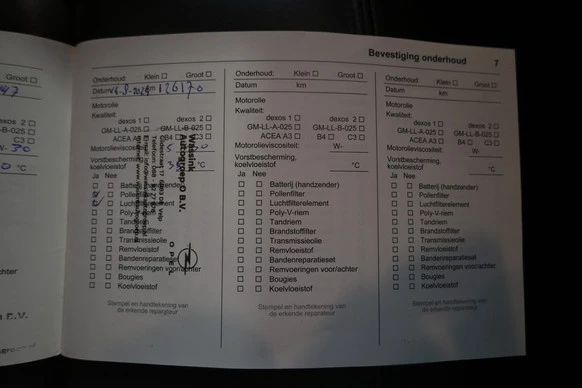 Bevestiging onderhoud 7
Groot ☐
Onderhoud: Klein ☐ Groot ☐
Datum km 126170
Motorolie
Kwaliteit:
dexos 1 ☐ dexos 2 ☐
GM-LL-A-025 ☐ GM-LL-B-025 ☐
ACEA A3 ☐ B4 ☐ C3 ☐
Motorolieviscositeit
Vorstbescherming,
koelvloeistof °C
Ja Nee
☐ ☐ Batterij (handzender)
☐ Pollenfilter
☐ Luchtfilterelement
☐ ☐ Poly-V-riem
☐ ☐ Tandriem
☐ ☐ Brandstoffilter
☐ ☐ Transmissieolie
☐ ☐ Remvloeistof
☐ ☐ Bandenreparatieset
☐ ☐ Remvoeringen voor/achter
☐ ☐ Bougies
☐ ☐ Koelvloeistof
Stempel en handtekening van
de erkende reparateur
Wassink
Autogroep B.V.
OPEL
Onderhoud: Klein ☐ Groot ☐
Datum km
Motorolie
Kwaliteit:
dexos 1 ☐ dexos 2 ☐
GM-LL-A-025 ☐ GM-LL-B-025 ☐
ACEA A3 ☐ B4 ☐ C3 ☐
Motorolieviscositeit: W-
Vorstbescherming,
koelvloeistof °C
Ja Nee
☐ ☐ Batterij (handzender)
☐ ☐ Pollenfilter
☐ ☐ Luchtfilterelement
☐ ☐ Poly-V-riem
☐ ☐ Tandriem
☐ ☐ Brandstoffilter
☐ ☐ Transmissieolie
☐ ☐ Remvloeistof
☐ ☐ Bandenreparatieset
☐ ☐ Remvoeringen voor/achter
☐ ☐ Bougies
☐ ☐ Koelvloeistof
Stempel en handtekening van
de erkende reparateur
Onderhoud: Klein ☐ Groot ☐
Datum km
Motorolie
Kwaliteit:
dexos 1 ☐ dexos 2 ☐
GM-LL-A-025 ☐ GM-LL-B-025 ☐
ACEA A3 ☐ B4 ☐ C3 ☐
Motorolieviscositeit: W-
Vorstbescherming,
koelvloeistof °C
Ja Nee
☐ ☐ Batterij (handzender)
☐ ☐ Pollenfilter
☐ ☐ Luchtfilterelement
☐ ☐ Poly-V-riem
☐ ☐ Tandriem
☐ ☐ Brandstoffilter
☐ ☐ Transmissieolie
☐ ☐ Remvloeistof
☐ ☐ Bandenreparatieset
☐ ☐ Remvoeringen voor/achter
☐ ☐ Bougies
☐ ☐ Koelvloeistof
Stempel en handtekening van
de erkende reparateur